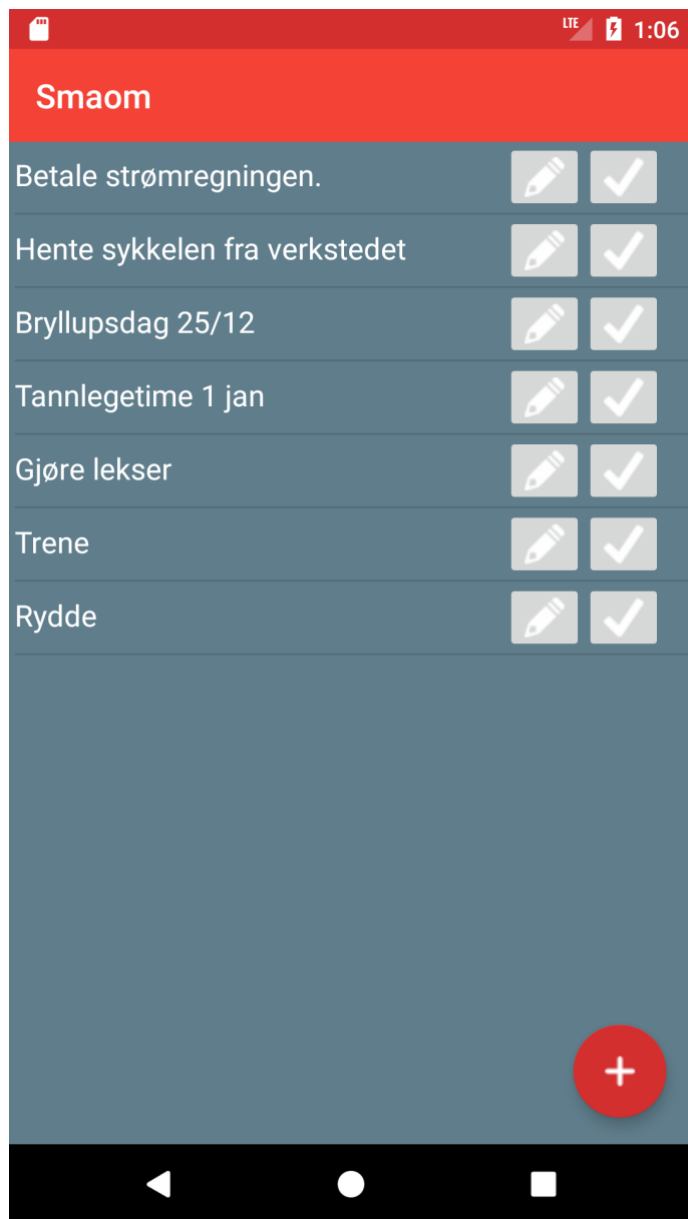 LTE 1:06
Smaom
Betale strømregningen.
Hente sykkelen fra verkstedet
Bryllupsdag 25/12
Tannlegetime 1 jan
Gjøre lekser
Trene
Rydde